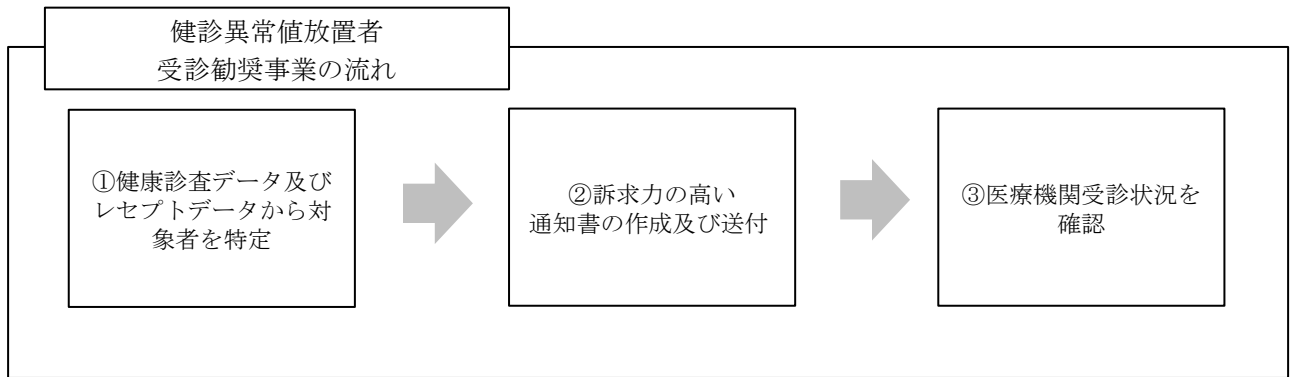 健診異常値放置者
受診勧奨事業の流れ
①健康診査データ及び
レセプトデータから対
象者を特定
②訴求力の高い
通知書の作成及び送付
③医療機関受診状況を
確認